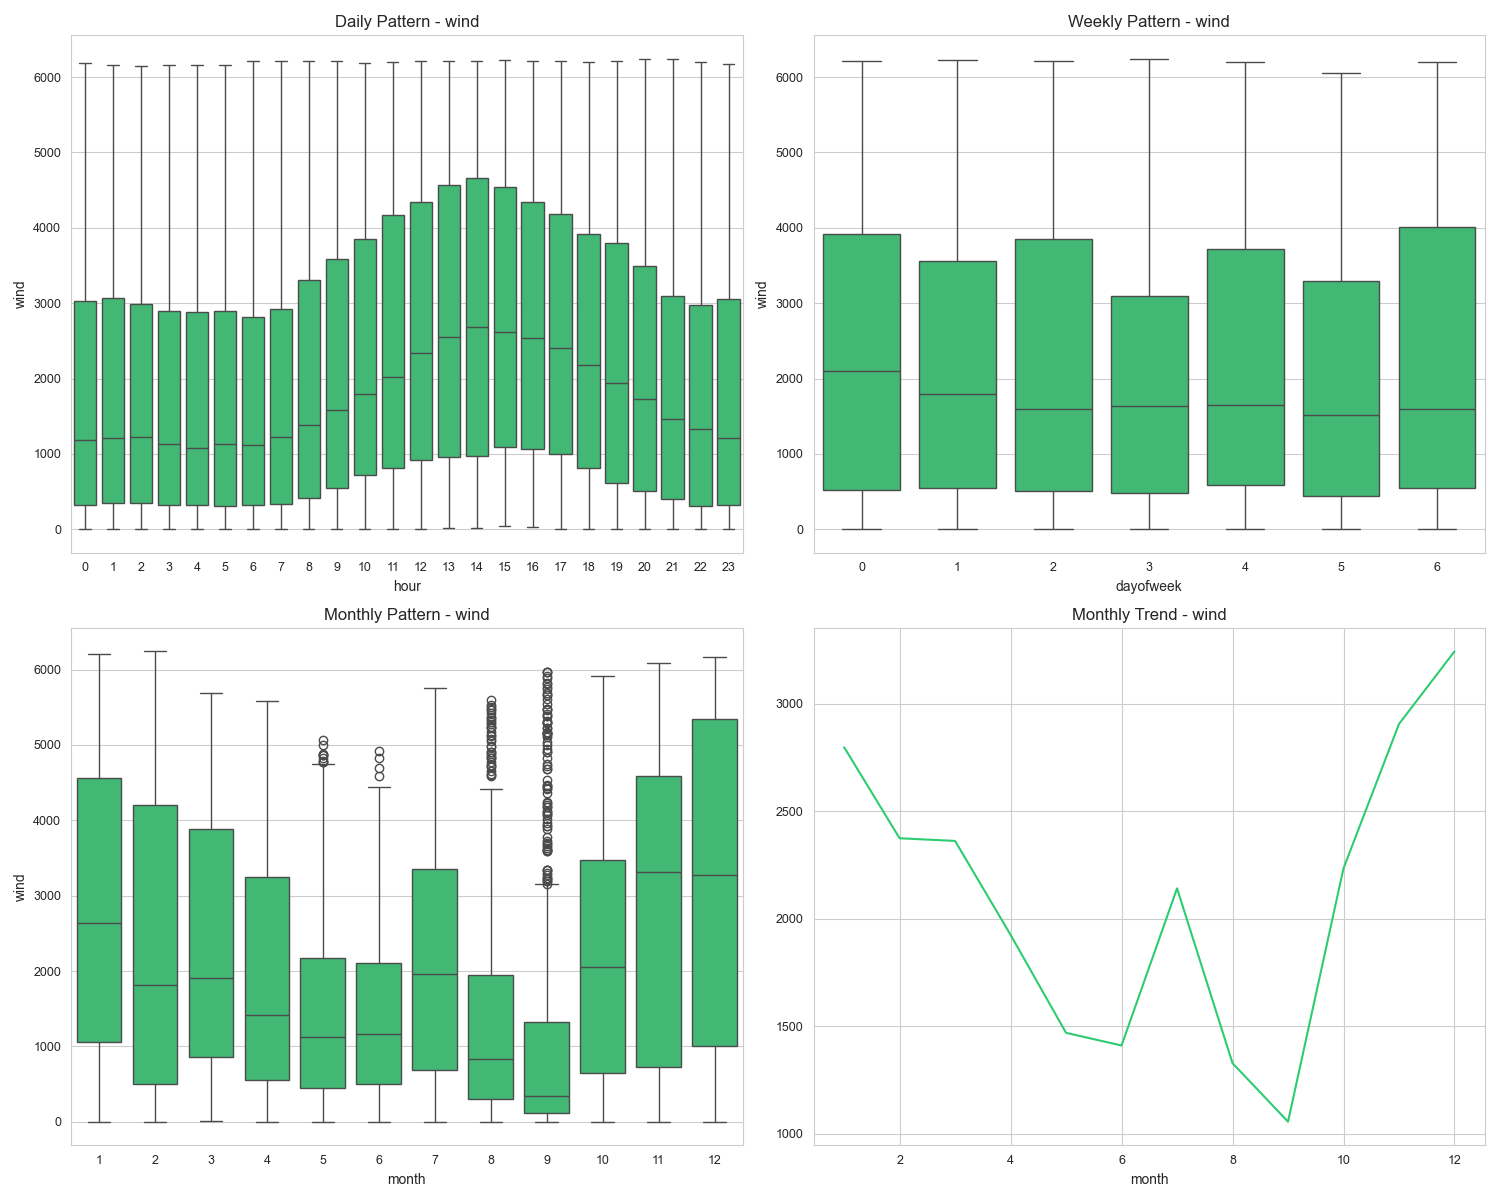 Daily Pattern - wind
wind
6000
5000
4000
3000
2000
1000
0
0 1 2 3 4 5 6 7 8 9 10 11 12 13 14 15 16 17 18 19 20 21 22 23
hour
Weekly Pattern - wind
wind
6000
5000
4000
3000
2000
1000
0
0 1 2 3 4 5 6
dayofweek
Monthly Pattern - wind
wind
6000
5000
4000
3000
2000
1000
0
1 2 3 4 5 6 7 8 9 10 11 12
month
Monthly Trend - wind
3000
2500
2000
1500
1000
2 4 6 8 10 12
month